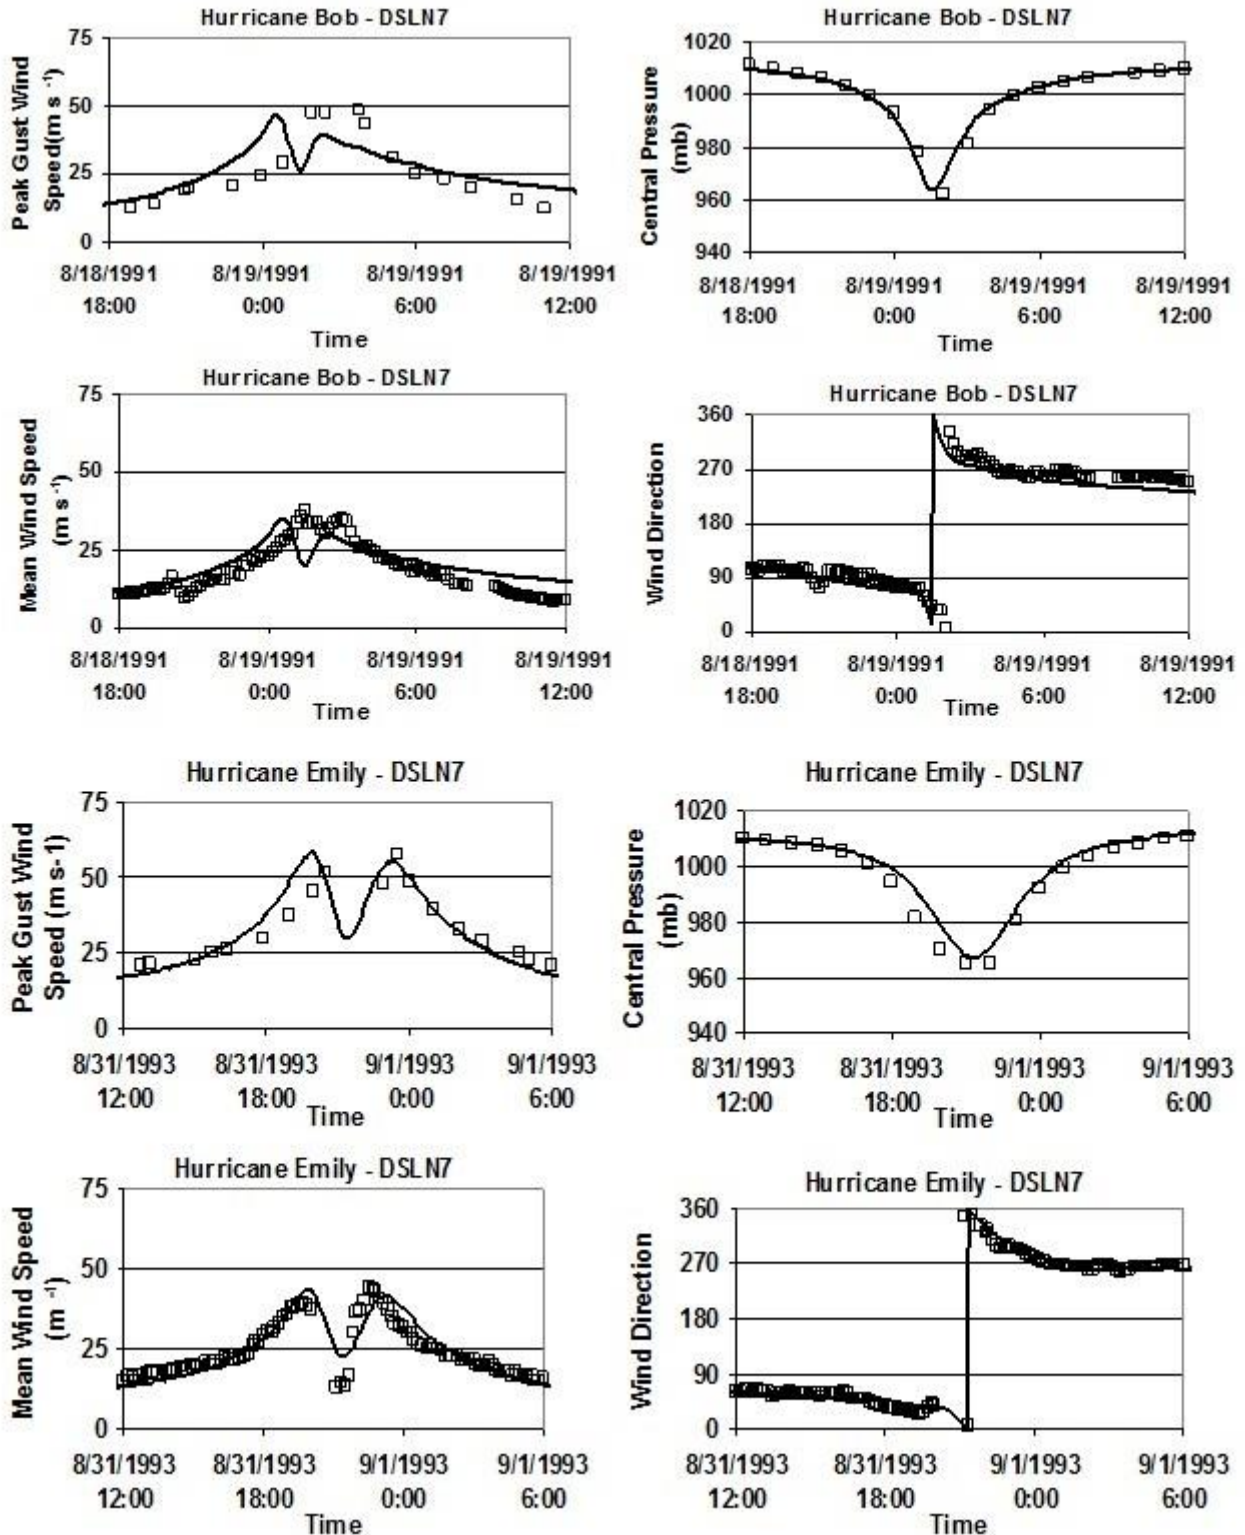 Hurricane Bob - DSLN7
Peak Gust Wind
Speed(m s -1)
75
50
25
0
8/18/1991 8/19/1991 8/19/1991 8/19/1991
18:00 0:00 6:00 12:00
Time
Hurricane Bob - DSLN7
Central Pressure
(mb)
1020
1000
980
960
940
8/18/1991 8/19/1991 8/19/1991 8/19/1991
18:00 0:00 6:00 12:00
Time
Hurricane Bob - DSLN7
Mean Wind Speed
(m s -1)
75
50
25
0
8/18/1991 8/19/1991 8/19/1991 8/19/1991
18:00 0:00 6:00 12:00
Time
Hurricane Bob - DSLN7
Wind Direction
360
270
180
90
0
8/18/1991 8/19/1991 8/19/1991 8/19/1991
18:00 0:00 6:00 12:00
Time
Hurricane Emily - DSLN7
Peak Gust Wind
Speed (m s-1)
75
50
25
0
8/31/1993 8/31/1993 9/1/1993 9/1/1993
12:00 18:00 0:00 6:00
Time
Hurricane Emily - DSLN7
Central Pressure
(mb)
1020
1000
980
960
940
8/31/1993 8/31/1993 9/1/1993 9/1/1993
12:00 18:00 0:00 6:00
Time
Hurricane Emily - DSLN7
Mean Wind Speed
(m -1)
75
50
25
0
8/31/1993 8/31/1993 9/1/1993 9/1/1993
12:00 18:00 0:00 6:00
Time
Hurricane Emily - DSLN7
Wind Direction
360
270
180
90
0
8/31/1993 8/31/1993 9/1/1993 9/1/1993
12:00 18:00 0:00 6:00
Time